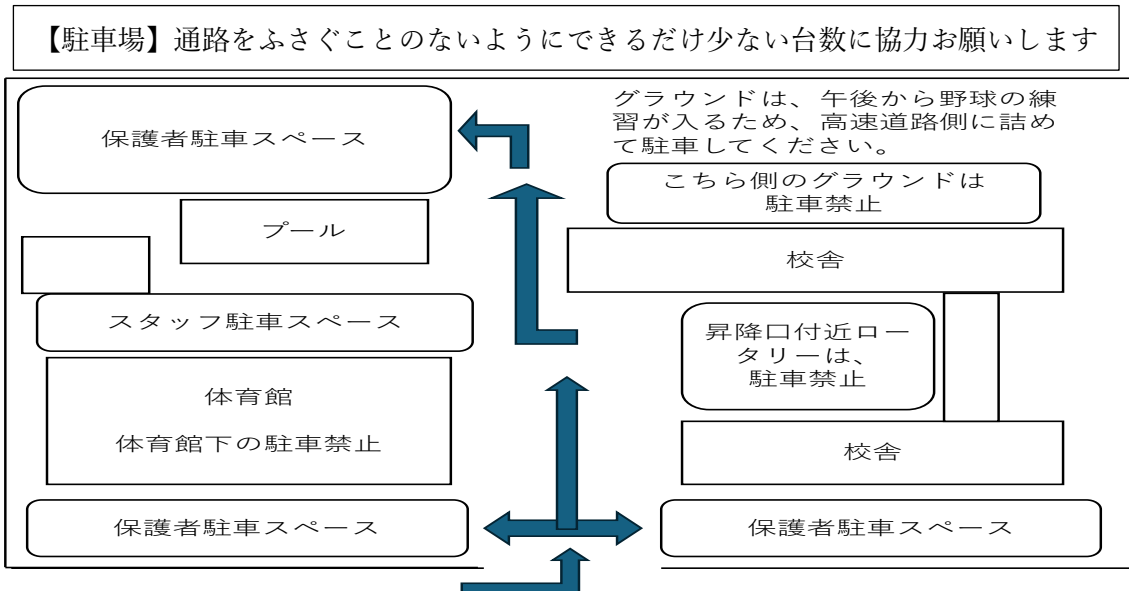 【駐車場】通路をふさぐことのないようにできるだけ少ない台数に協力お願いします
保護者駐車スペース
グラウンドは、午後から野球の練
習が入るため、高速道路側に詰め
て駐車してください。
こちら側のグラウンドは
駐車禁止
プール
校舎
スタッフ駐車スペース
昇降口付近ロー
タリーは、
駐車禁止
体育館
体育館下の駐車禁止
校舎
保護者駐車スペース
保護者駐車スペース